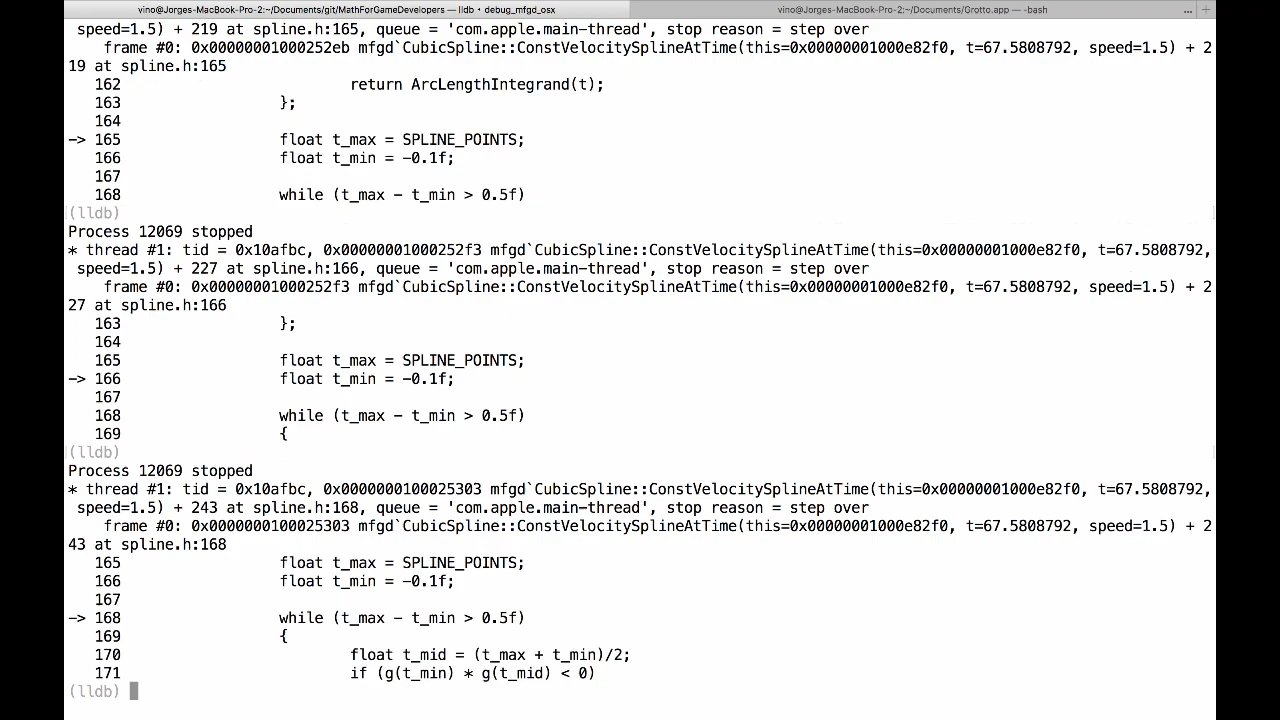 vino@Jorges-MacBook-Pro-2:~/Documents/git/MathForGameDevelopers — lldb • debug_mfgd_osx
vino@Jorges-MacBook-Pro-2:~/Documents/Grotto.app — -bash
... +
speed=1.5) + 219 at spline.h:165, queue = 'com.apple.main-thread', stop reason = step over
frame #0: 0x00000001000252eb mfgd`CubicSpline::ConstVelocitySplineAtTime(this=0x00000001000e82f0, t=67.5808792, speed=1.5) + 2
19 at spline.h:165
162 return ArcLengthIntegrand(t);
163 };
164
-> 165 float t_max = SPLINE_POINTS;
166 float t_min = -0.1f;
167
168 while (t_max - t_min > 0.5f)
(lldb)
Process 12069 stopped
* thread #1: tid = 0x10afbc, 0x00000001000252f3 mfgd`CubicSpline::ConstVelocitySplineAtTime(this=0x00000001000e82f0, t=67.5808792,
speed=1.5) + 227 at spline.h:166, queue = 'com.apple.main-thread', stop reason = step over
frame #0: 0x00000001000252f3 mfgd`CubicSpline::ConstVelocitySplineAtTime(this=0x00000001000e82f0, t=67.5808792, speed=1.5) + 2
27 at spline.h:166
163 };
164
165 float t_max = SPLINE_POINTS;
-> 166 float t_min = -0.1f;
167
168 while (t_max - t_min > 0.5f)
169 {
(lldb)
Process 12069 stopped
* thread #1: tid = 0x10afbc, 0x0000000100025303 mfgd`CubicSpline::ConstVelocitySplineAtTime(this=0x00000001000e82f0, t=67.5808792,
speed=1.5) + 243 at spline.h:168, queue = 'com.apple.main-thread', stop reason = step over
frame #0: 0x0000000100025303 mfgd`CubicSpline::ConstVelocitySplineAtTime(this=0x00000001000e82f0, t=67.5808792, speed=1.5) + 2
43 at spline.h:168
165 float t_max = SPLINE_POINTS;
166 float t_min = -0.1f;
167
-> 168 while (t_max - t_min > 0.5f)
169 {
170 float t_mid = (t_max + t_min)/2;
171 if (g(t_min) * g(t_mid) < 0)
(lldb)